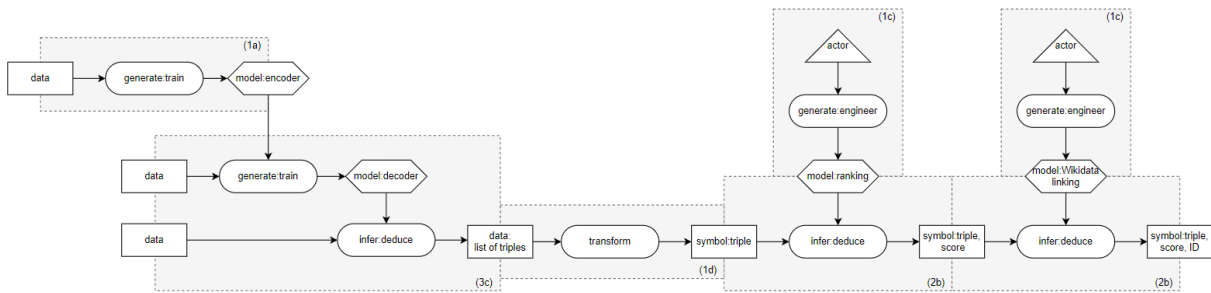 (1a)
data
generate:train
model:encoder
(1c)
actor
generate:engineer
(1c)
actor
generate:engineer
data
generate:train
model:decoder
model:ranking
model:Wikidata
linking
data
infer:deduce
data:
list of triples
transform
symbol:triple
infer:deduce
symbol:triple,
score
infer:deduce
symbol:triple,
score, ID
(3c)
(1d)
(2b)
(2b)